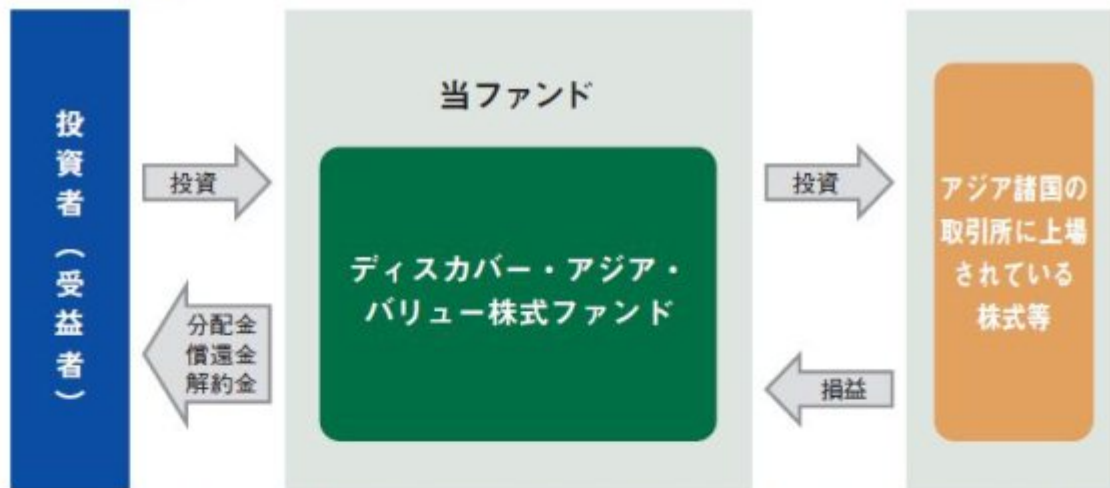 投資者（受益者）
投資
分配金
償還金
解約金
当ファンド
ディスカバー・アジア・
バリュー株式ファンド
投資
損益
アジア諸国の
取引所に上場
されている
株式等